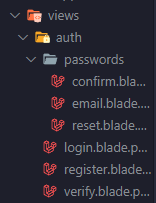 views
auth
passwords
confirm.bla...
email.blade....
reset.blade....
login.blade.p...
register.blade...
verify.blade.p...